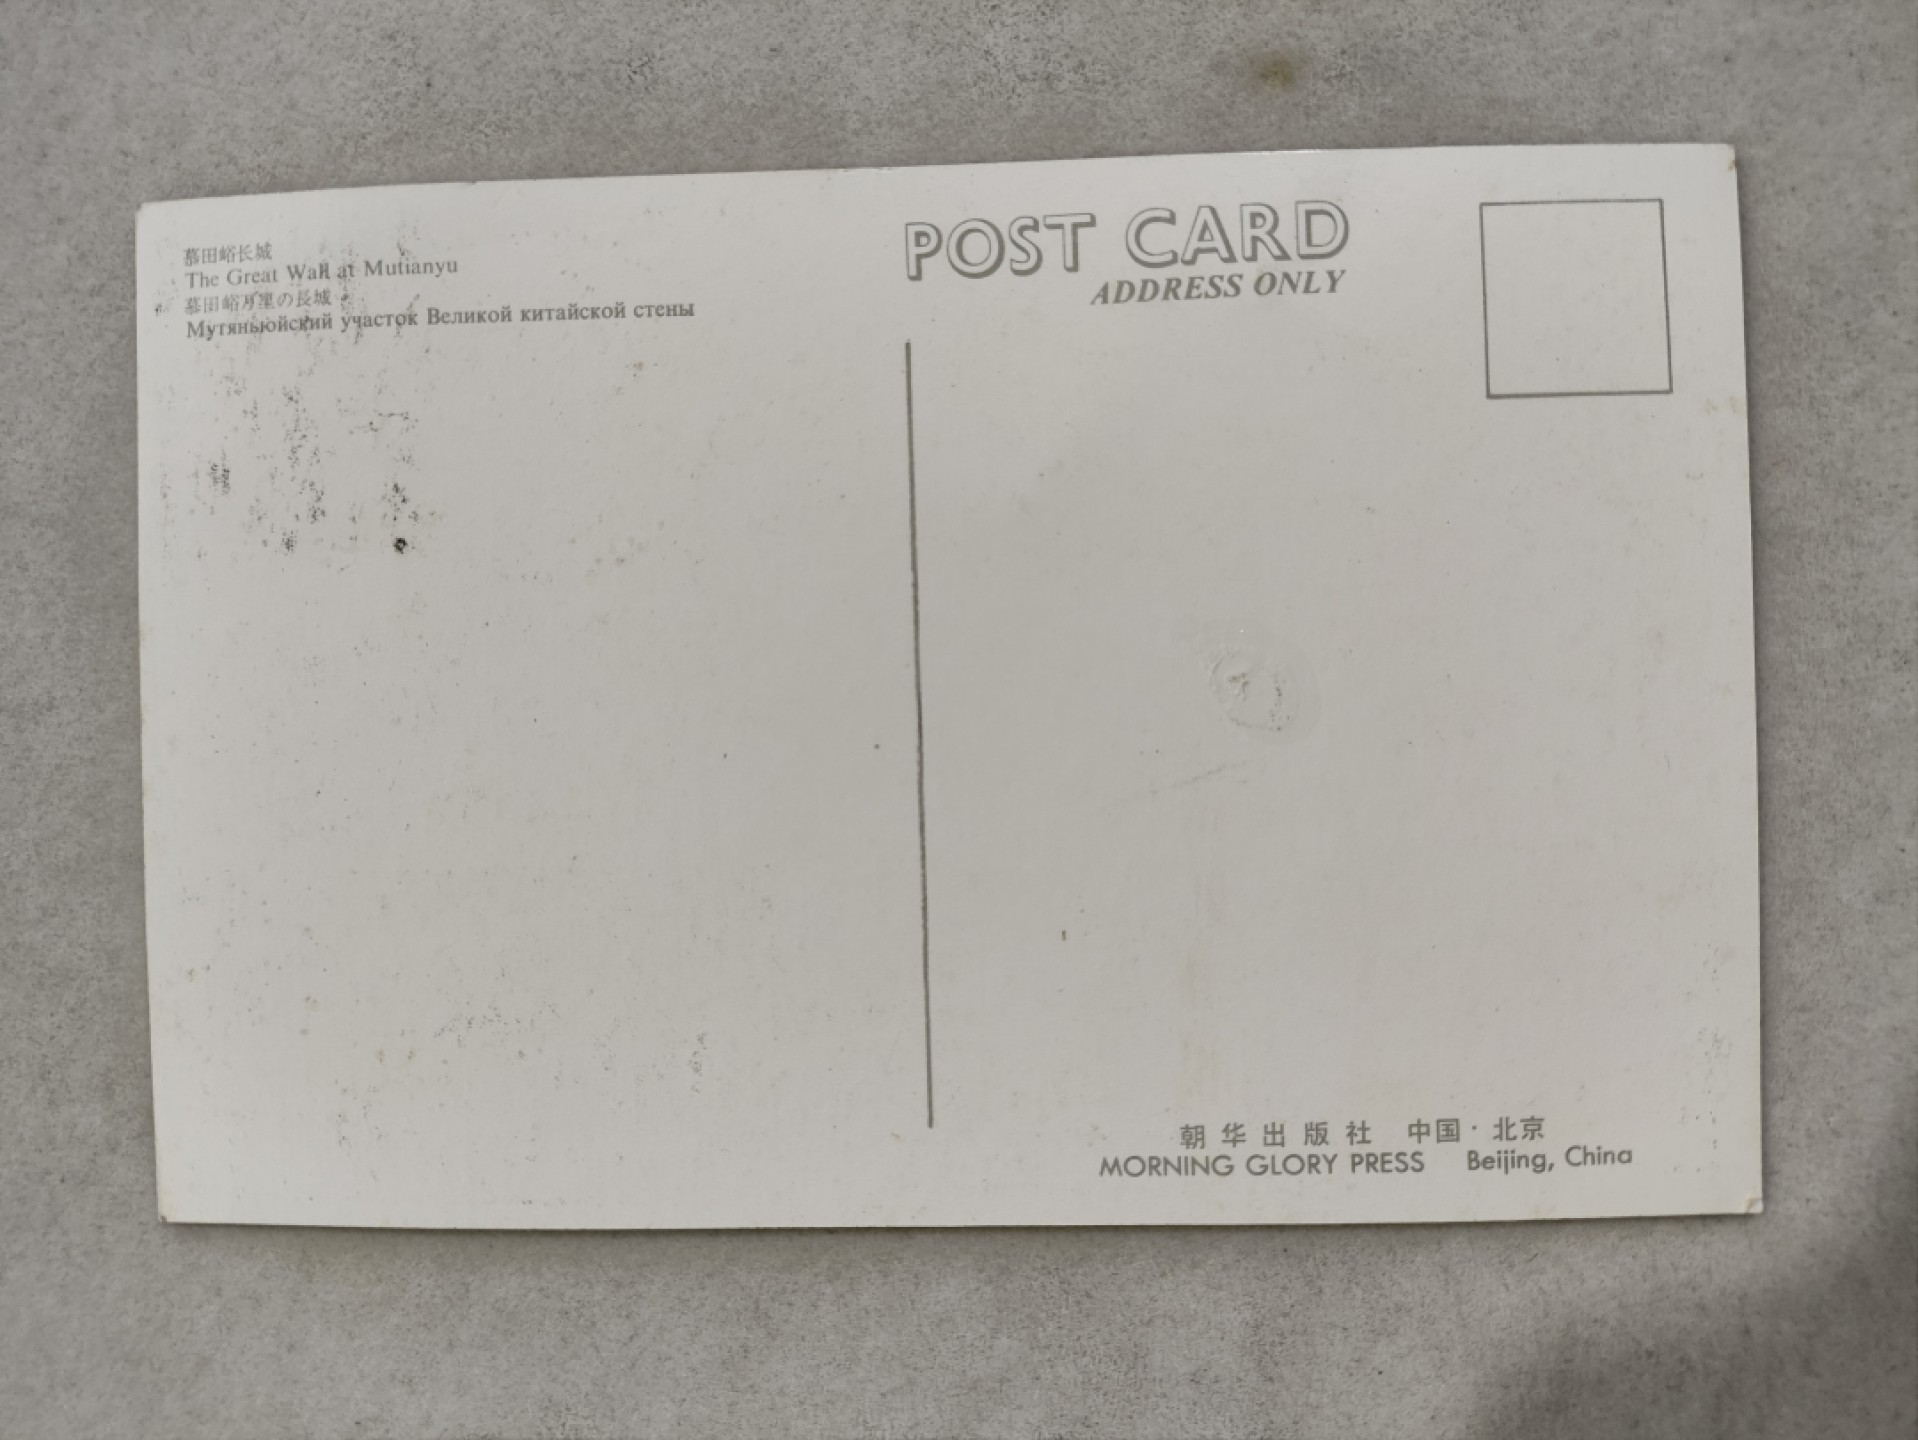 慕田峪长城
The Great Wall at Mutianyu
慕田峪の長城
Мутяньюйский участок Великой китайской стены
POST CARD
ADDRESS ONLY
朝华出版社 中国·北京
MORNING GLORY PRESS Beijing, China